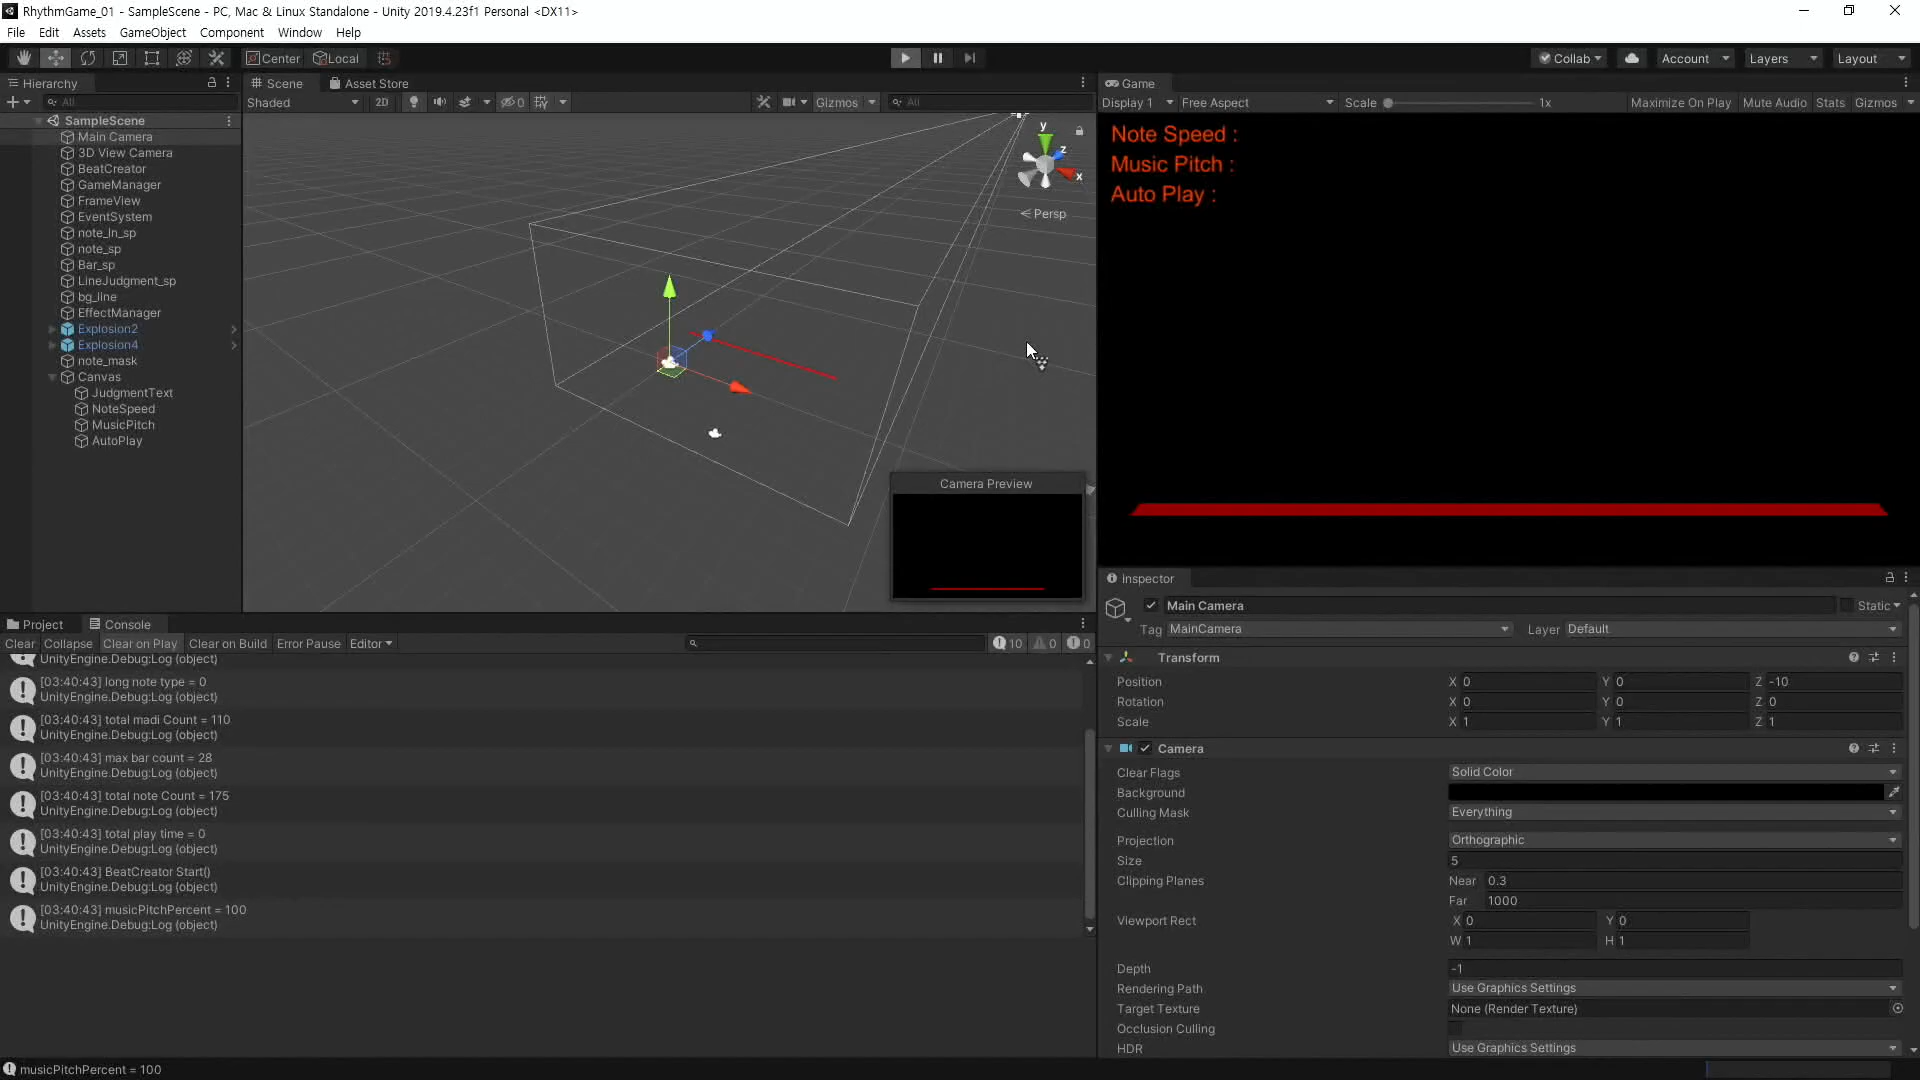 RhythmGame_01 - SampleScene - PC, Mac & Linux Standalone - Unity 2019.4.23f1 Personal <DX11>
File Edit Assets GameObject Component Window Help
Center Local
Collab Account Layers Layout
Hierarchy
All
SampleScene
Main Camera
3D View Camera
BeatCreator
GameManager
FrameView
EventSystem
note_ln_sp
note_sp
Bar_sp
LineJudgment_sp
bg_line
EffectManager
Explosion2
Explosion4
note_mask
Canvas
JudgmentText
NoteSpeed
MusicPitch
AutoPlay
Scene Asset Store
Shaded 2D 0 Gizmos All
y
z
x
< Persp
Camera Preview
Game
Display 1 Free Aspect Scale 1x Maximize On Play Mute Audio Stats Gizmos
Note Speed :
Music Pitch :
Auto Play :
Project Console
Clear Collapse Clear on Play Clear on Build Error Pause Editor 10 0 0
UnityEngine.Debug:Log (object)
[03:40:43] long note type = 0
UnityEngine.Debug:Log (object)
[03:40:43] total madi Count = 110
UnityEngine.Debug:Log (object)
[03:40:43] max bar count = 28
UnityEngine.Debug:Log (object)
[03:40:43] total note Count = 175
UnityEngine.Debug:Log (object)
[03:40:43] total play time = 0
UnityEngine.Debug:Log (object)
[03:40:43] BeatCreator Start()
UnityEngine.Debug:Log (object)
[03:40:43] musicPitchPercent = 100
UnityEngine.Debug:Log (object)
Inspector
Main Camera Static
Tag MainCamera Layer Default
Transform
Position X 0 Y 0 Z -10
Rotation X 0 Y 0 Z 0
Scale X 1 Y 1 Z 1
Camera
Clear Flags Solid Color
Background
Culling Mask Everything
Projection Orthographic
Size 5
Clipping Planes Near 0.3
Far 1000
Viewport Rect X 0 Y 0
W 1 H 1
Depth -1
Rendering Path Use Graphics Settings
Target Texture None (Render Texture)
Occlusion Culling
HDR Use Graphics Settings
musicPitchPercent = 100